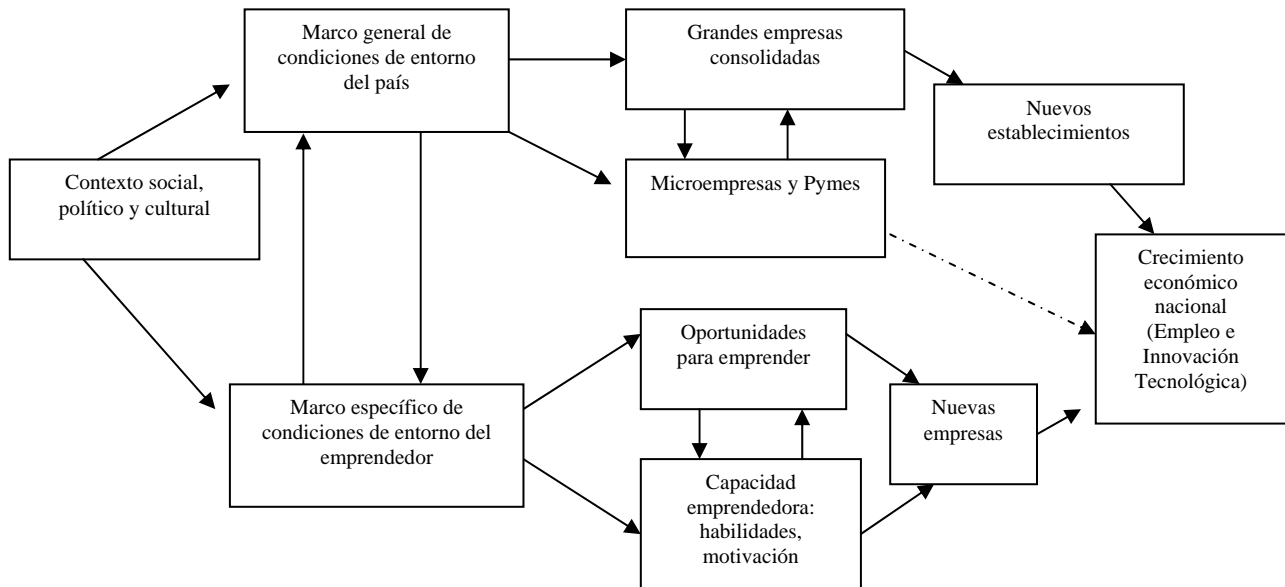 Marco general de
condiciones de entorno
del país
Grandes empresas
consolidadas
Nuevos
establecimientos
Contexto social,
político y cultural
Microempresas y Pymes
Crecimiento
económico
nacional
(Empleo e
Innovación
Tecnológica)
Oportunidades
para emprender
Marco específico de
condiciones de entorno del
emprendedor
Nuevas
empresas
Capacidad
emprendedora:
habilidades,
motivación